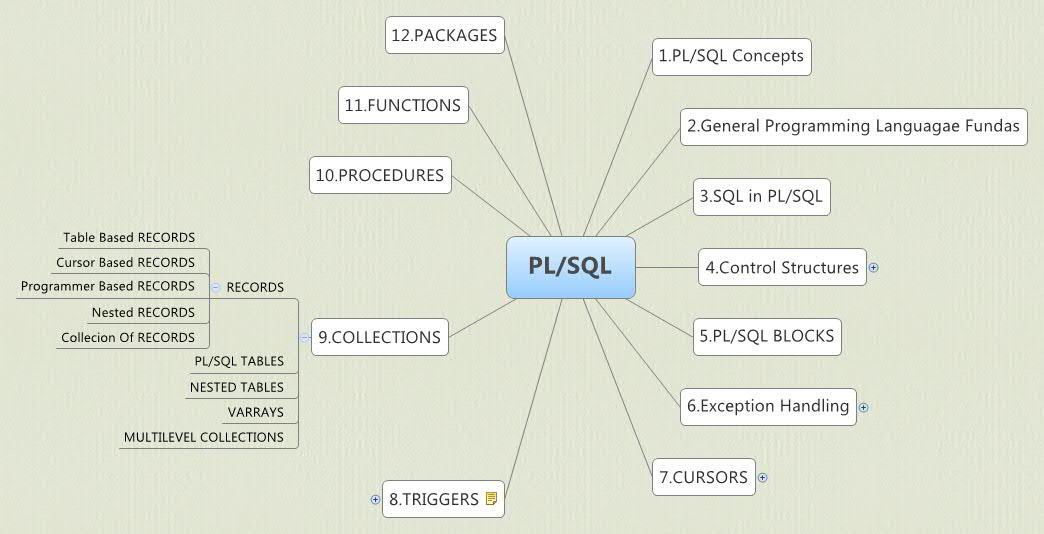 PL/SQL
1.PL/SQL Concepts
2.General Programming Languagae Fundas
3.SQL in PL/SQL
4.Control Structures
5.PL/SQL BLOCKS
6.Exception Handling
7.CURSORS
8.TRIGGERS
9.COLLECTIONS
RECORDS
Table Based RECORDS
Cursor Based RECORDS
Programmer Based RECORDS
Nested RECORDS
Collecion Of RECORDS
PL/SQL TABLES
NESTED TABLES
VARRAYS
MULTILEVEL COLLECTIONS
10.PROCEDURES
11.FUNCTIONS
12.PACKAGES